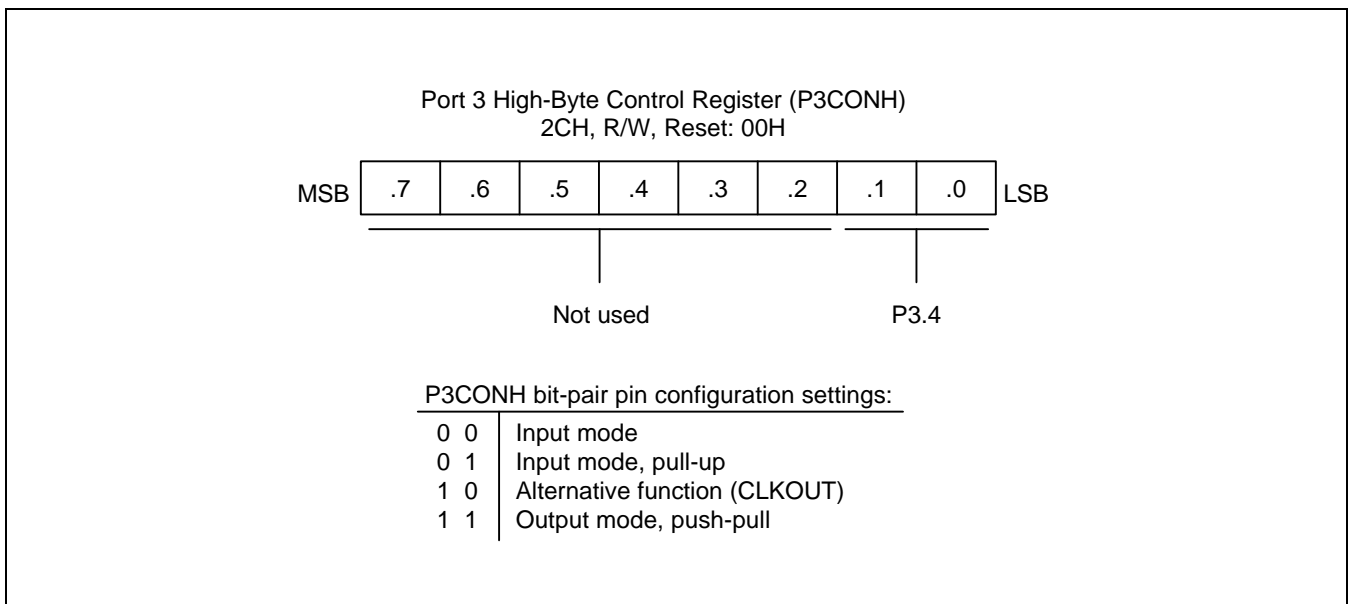 Port 3 High-Byte Control Register (P3CONH)
2CH, R/W, Reset: 00H
MSB .7 .6 .5 .4 .3 .2 .1 .0 LSB
Not used P3.4
P3CONH bit-pair pin configuration settings:
0 0 Input mode
0 1 Input mode, pull-up
1 0 Alternative function (CLKOUT)
1 1 Output mode, push-pull